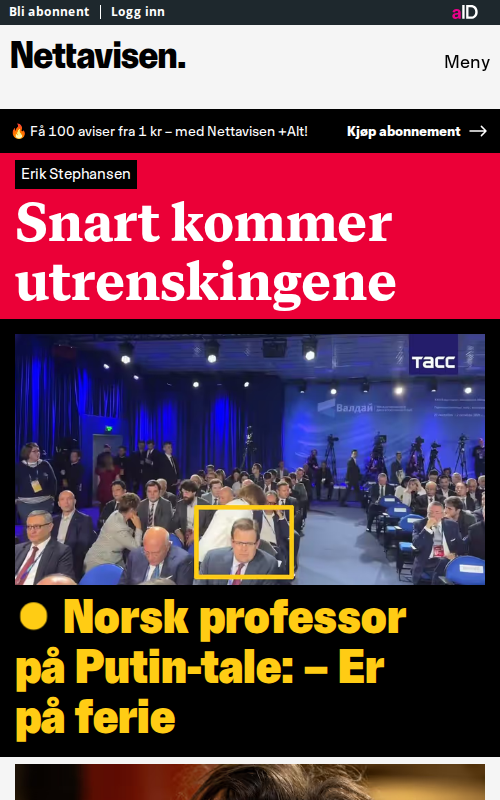 Bli abonnent | Logg inn
aID
Nettavisen.
Meny
🔥 Få 100 aviser fra 1 kr – med Nettavisen +Alt!
Kjøp abonnement →
Erik Stephansen
Snart kommer
utrenskingene
ТАСС
Валдай
Norsk professor
på Putin-tale: – Er
på ferie